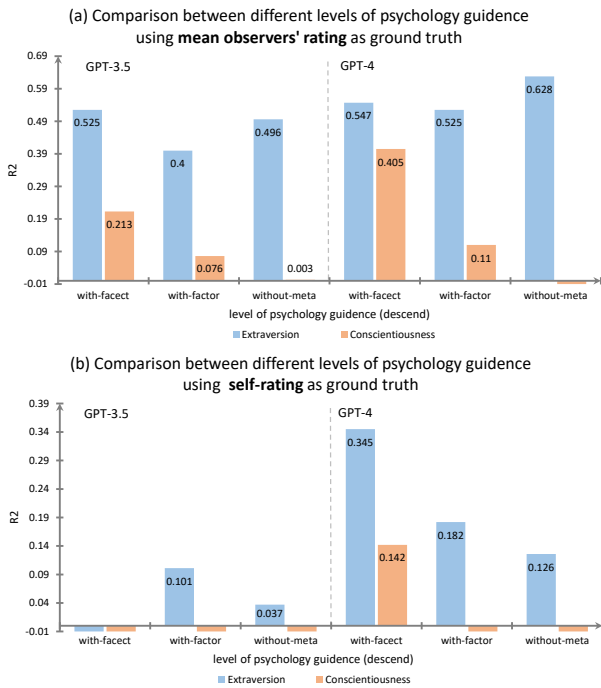 (a) Comparison between different levels of psychology guidance
using mean observers' rating as ground truth
0.69
0.59
0.49
0.39
0.29
0.19
0.09
-0.01
R2
GPT-3.5
GPT-4
0.525
0.213
0.4
0.076
0.496
0.003
0.547
0.405
0.525
0.11
0.628
with-facect
with-factor
without-meta
with-facect
with-factor
without-meta
level of psychology guidance (descend)
Extraversion
Conscientiousness
(b) Comparison between different levels of psychology guidance
using self-rating as ground truth
0.39
0.34
0.29
0.24
0.19
0.14
0.09
0.04
-0.01
R2
GPT-3.5
GPT-4
0.101
0.037
0.345
0.142
0.182
0.126
with-facect
with-factor
without-meta
with-facect
with-factor
without-meta
level of psychology guidance (descend)
Extraversion
Conscientiousness